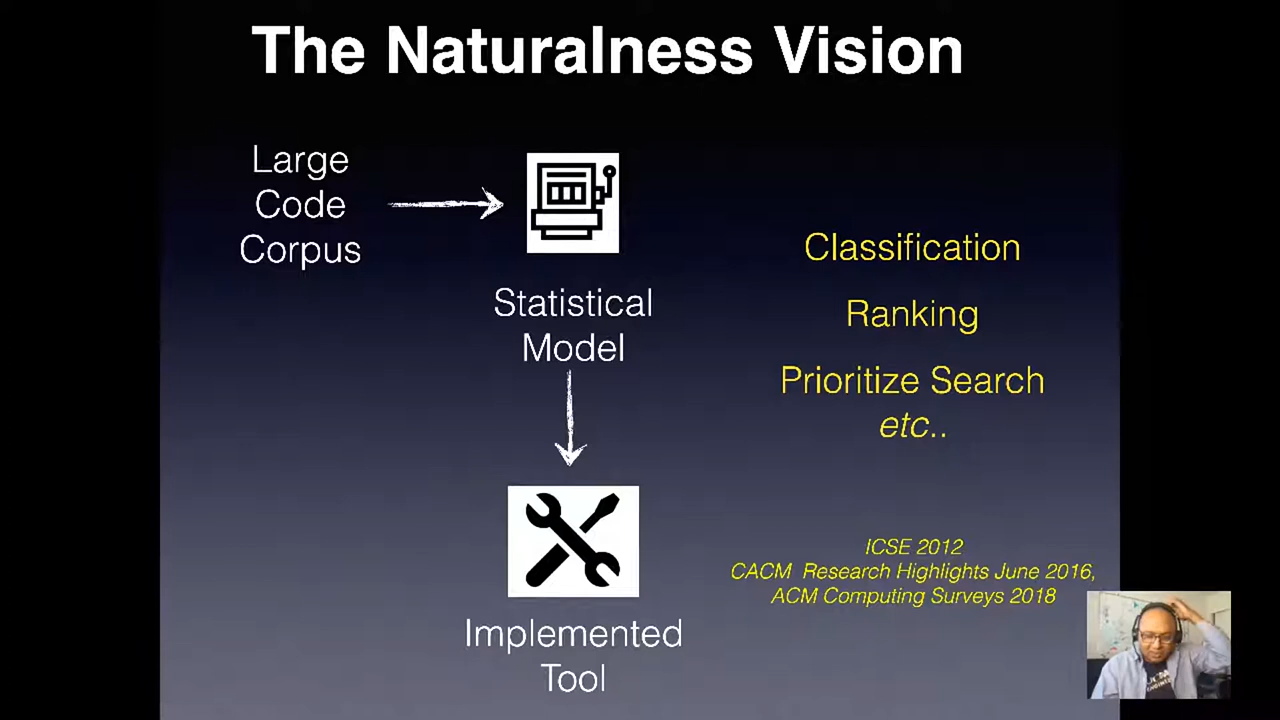 The Naturalness Vision
Large
Code
Corpus
Statistical
Model
Classification
Ranking
Prioritize Search
etc..
ICSE 2012
CACM Research Highlights June 2016,
ACM Computing Surveys 2018
Implemented
Tool